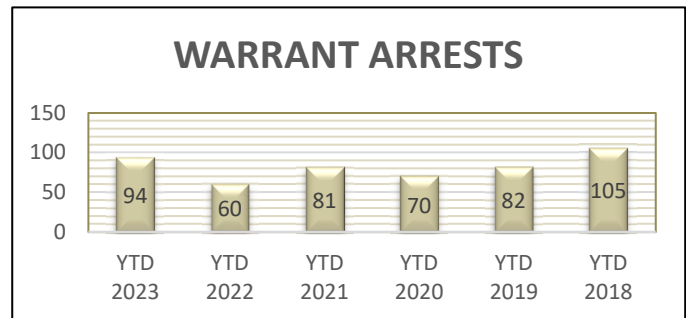 WARRANT ARRESTS
150
100
50
0
94
60
81
70
82
105
YTD 2023
YTD 2022
YTD 2021
YTD 2020
YTD 2019
YTD 2018